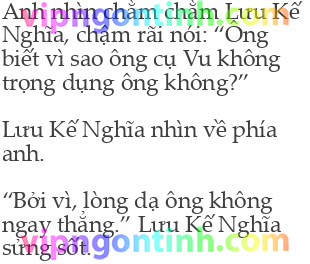 Anh nhìn chằm chằm Lưu Kế
Nghĩa, chậm rãi nói: “Ông
biết vì sao ông cụ Vu không
trọng dụng ông không?”
Lưu Kế Nghĩa nhìn về phía
anh.
“Bởi vì, lòng dạ ông không
ngay thẳng.” Lưu Kế Nghĩa
sửng sốt.
vipngontinh.com
vipngontinh.com
vipngontinh.com